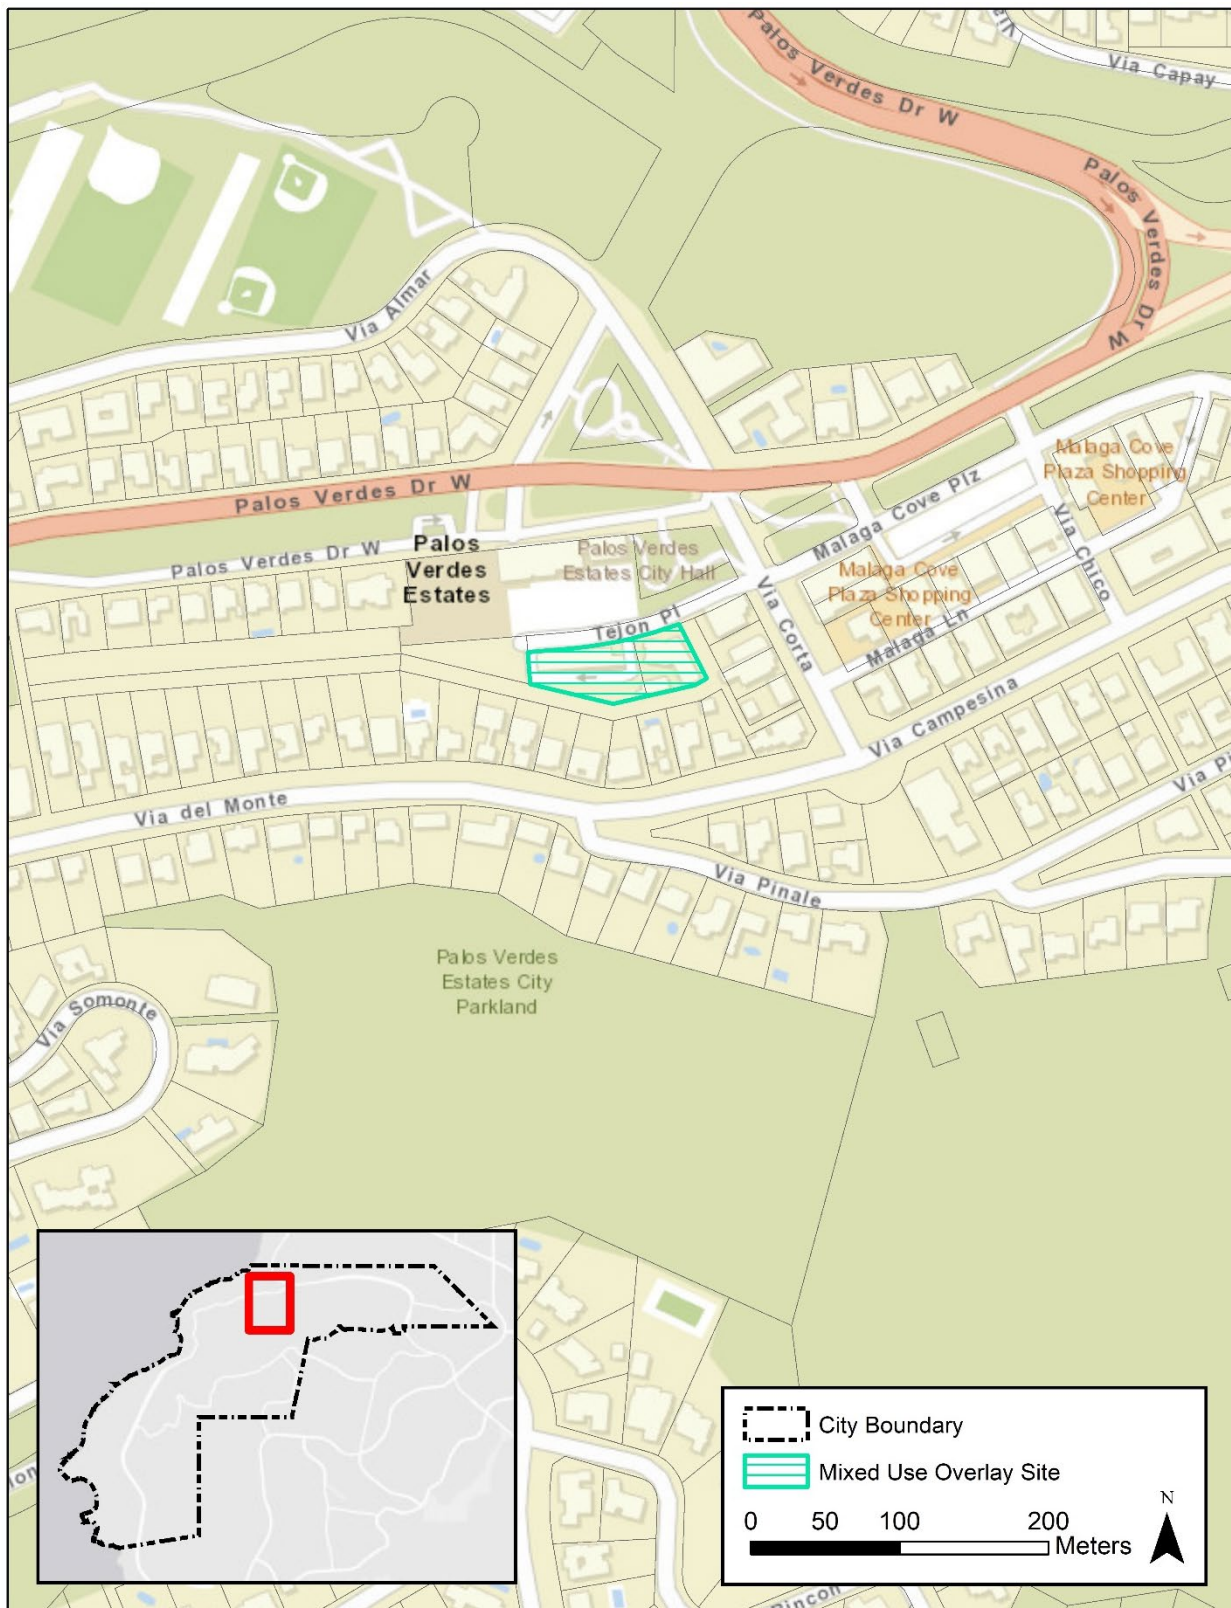 Palos Verdes Dr W
Via Capay
Palos Verdes Dr W
Via Almar
Malaga Cove
Plaza Shopping
Center
Palos Verdes Dr W
Malaga Cove Plz
Palos Verdes Dr W
Palos
Verdes
Estates
Palos Verdes
Estates City Hall
Via Chico
Malaga Cove
Plaza Shopping
Center
Tejon Pl
Via Corta
Malaga Ln
Via Campesina
Via del Monte
Via Pinale
Palos Verdes
Estates City
Parkland
Via Somonte
City Boundary
Mixed Use Overlay Site
N
0 50 100 200
Meters
Rincon